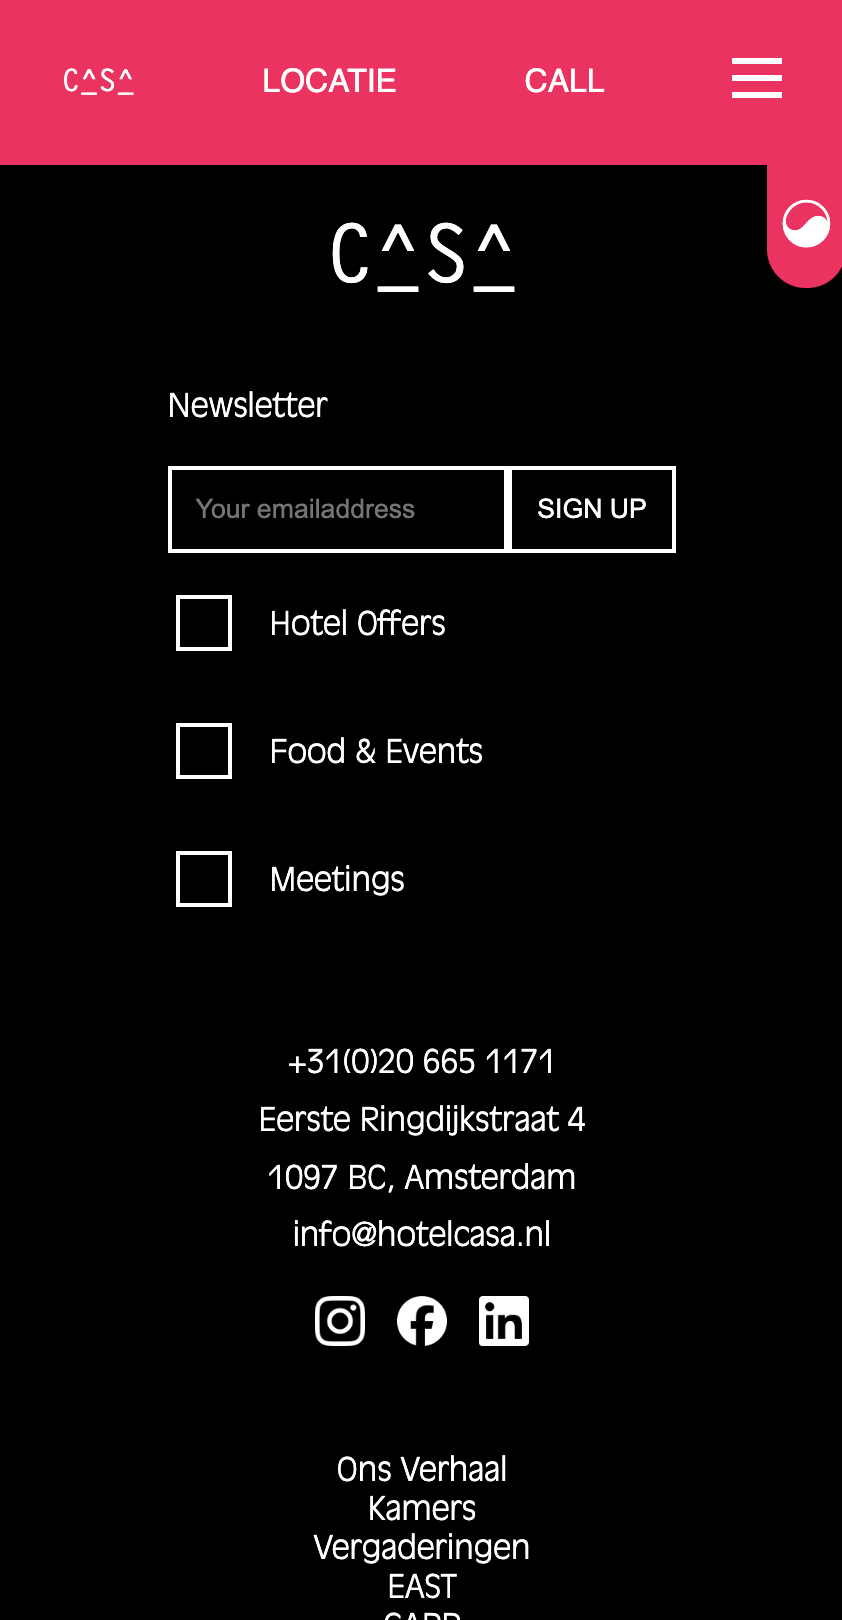 C^S^
LOCATIE
CALL
C^S^
Newsletter
Your emailaddress
SIGN UP
Hotel Offers
Food & Events
Meetings
+31(0)20 665 1171
Eerste Ringdijkstraat 4
1097 BC, Amsterdam
info@hotelcasa.nl
Ons Verhaal
Kamers
Vergaderingen
EAST